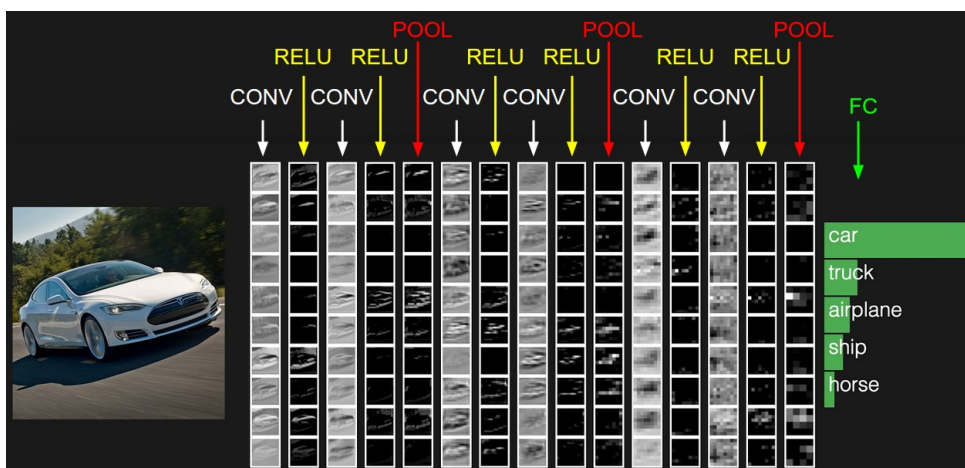 POOL POOL POOL
RELU RELU RELU RELU RELU RELU
CONV CONV CONV CONV CONV CONV
FC
car
truck
airplane
ship
horse